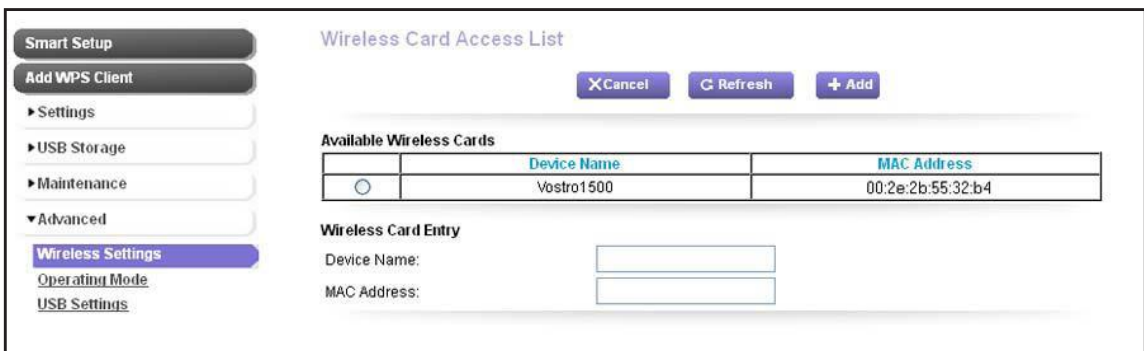 Smart Setup
Add WPS Client
Settings
USB Storage
Maintenance
Advanced
Wireless Settings
Operating Mode
USB Settings
Wireless Card Access List
Cancel Refresh Add
Available Wireless Cards
Device Name MAC Address
Vostro1500 00:2e:2b:55:32:b4
Wireless Card Entry
Device Name:
MAC Address: